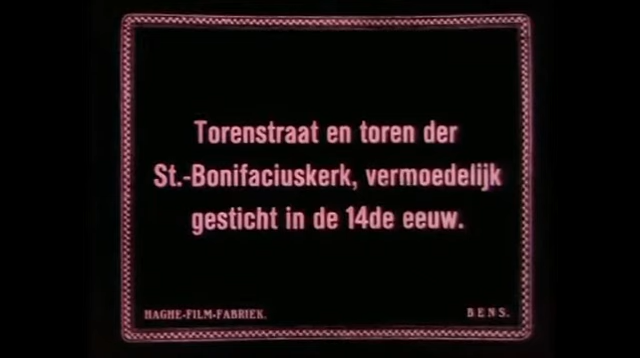 Torenstraat en toren der
St.-Bonifaciuskerk, vermoedelijk
gesticht in de 14de eeuw.
HAGHE-FILM-FABRIEK. BENS.